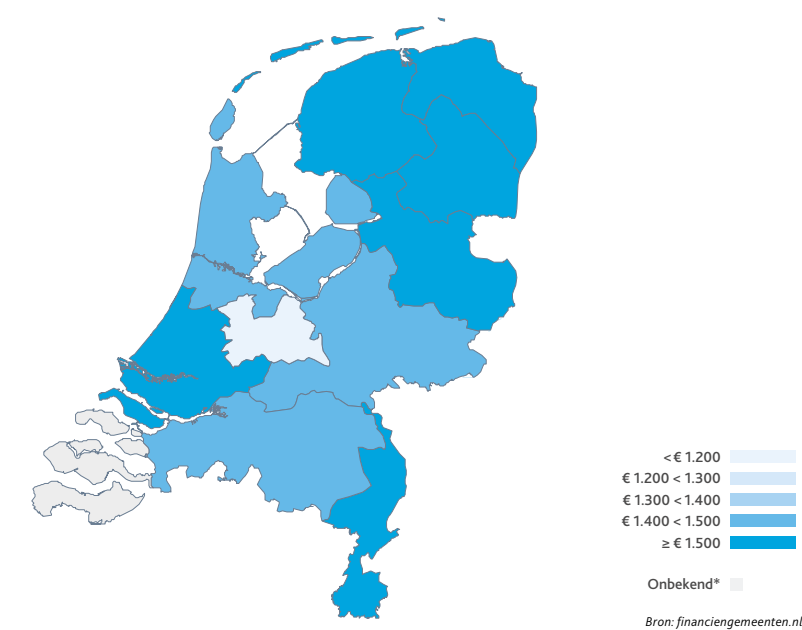 < € 1.200
€ 1.200 < 1.300
€ 1.300 < 1.400
€ 1.400 < 1.500
≥ € 1.500
Onbekend*
Bron: financiengemeenten.nl